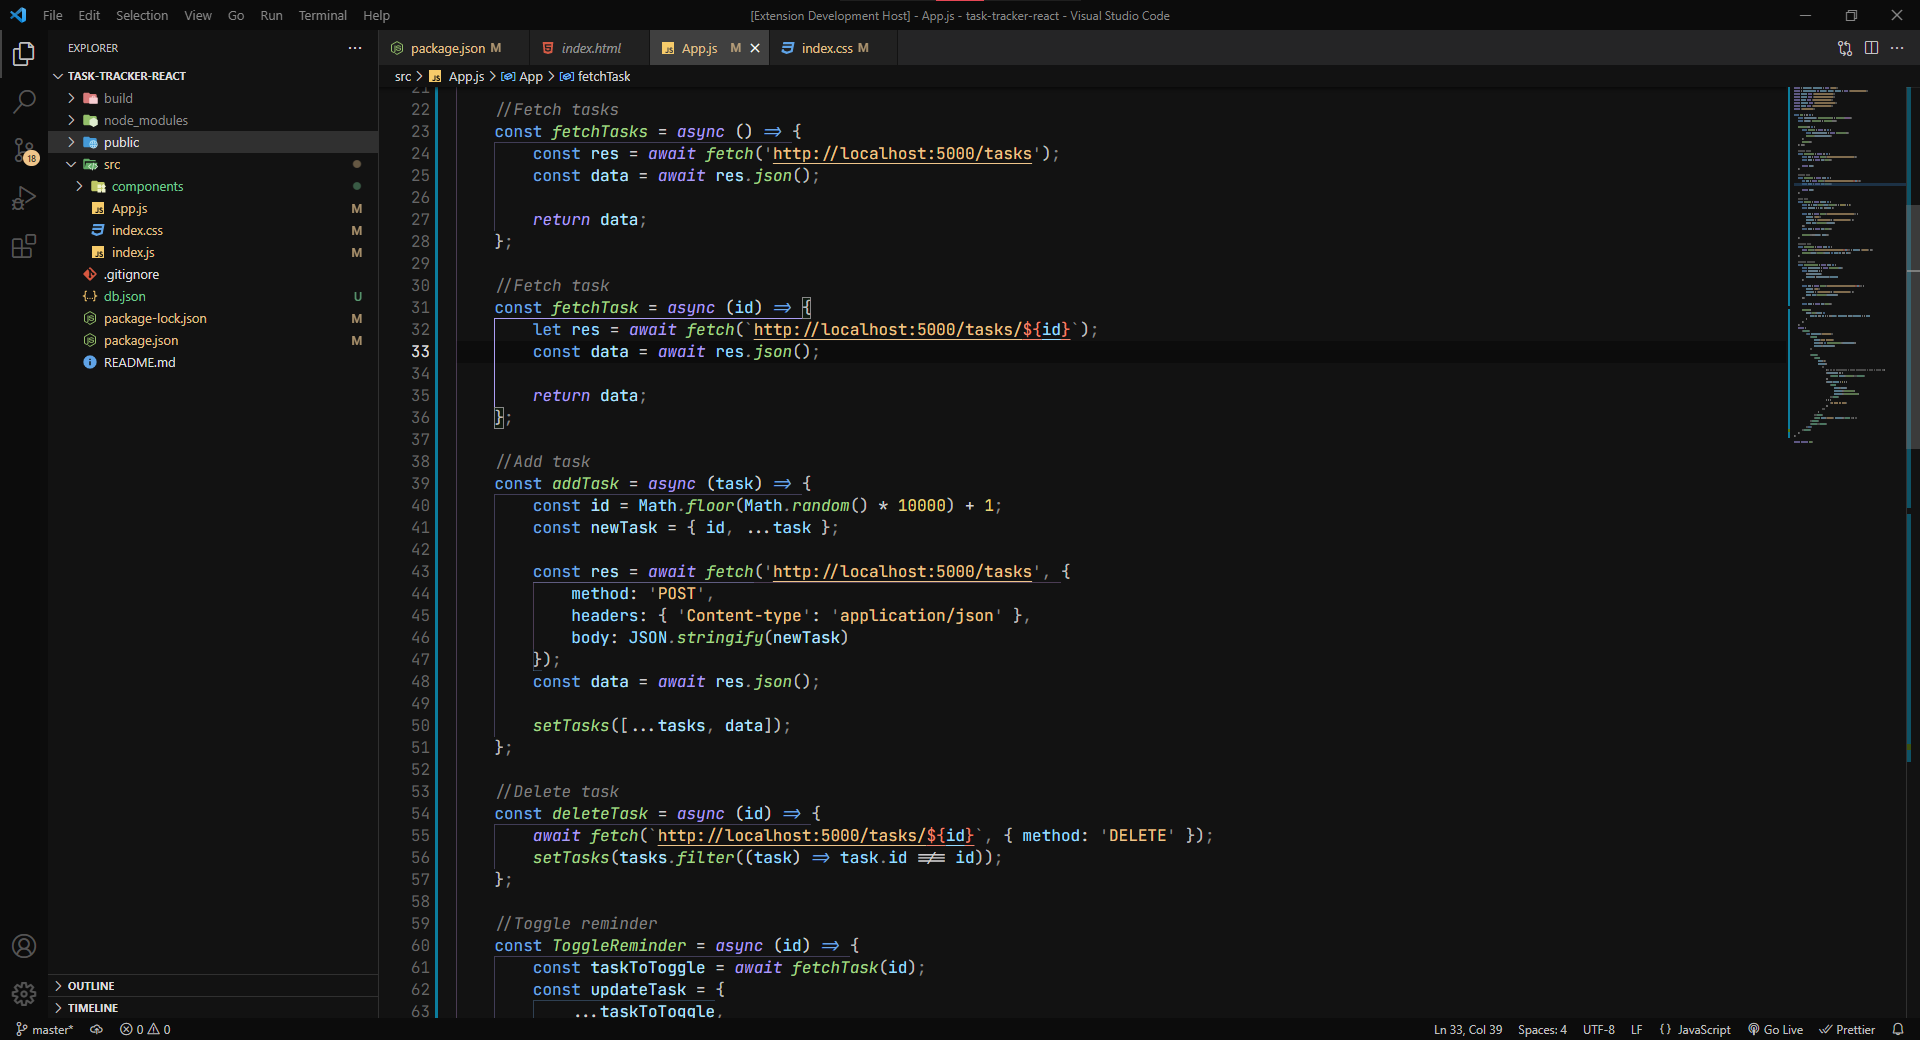 File Edit Selection View Go Run Terminal Help
[Extension Development Host] - App.js - task-tracker-react - Visual Studio Code
EXPLORER
TASK-TRACKER-REACT
build
node_modules
public
src
components
App.js M
index.css M
index.js M
.gitignore
db.json U
package-lock.json M
package.json M
README.md
OUTLINE
TIMELINE
18
package.json M
index.html
App.js M
index.css M
src > App.js > App > fetchTask
21
22 //Fetch tasks
23 const fetchTasks = async () => {
24 const res = await fetch('http://localhost:5000/tasks');
25 const data = await res.json();
26
27 return data;
28 };
29
30 //Fetch task
31 const fetchTask = async (id) => {
32 let res = await fetch(`http://localhost:5000/tasks/${id}`);
33 const data = await res.json();
34
35 return data;
36 };
37
38 //Add task
39 const addTask = async (task) => {
40 const id = Math.floor(Math.random() * 10000) + 1;
41 const newTask = { id, ...task };
42
43 const res = await fetch('http://localhost:5000/tasks', {
44 method: 'POST',
45 headers: { 'Content-type': 'application/json' },
46 body: JSON.stringify(newTask)
47 });
48 const data = await res.json();
49
50 setTasks([...tasks, data]);
51 };
52
53 //Delete task
54 const deleteTask = async (id) => {
55 await fetch(`http://localhost:5000/tasks/${id}`, { method: 'DELETE' });
56 setTasks(tasks.filter((task) => task.id !== id));
57 };
58
59 //Toggle reminder
60 const ToggleReminder = async (id) => {
61 const taskToToggle = await fetchTask(id);
62 const updateTask = {
63 ...taskToToggle,
master* 0 0
Ln 33, Col 39 Spaces: 4 UTF-8 LF {} JavaScript Go Live Prettier